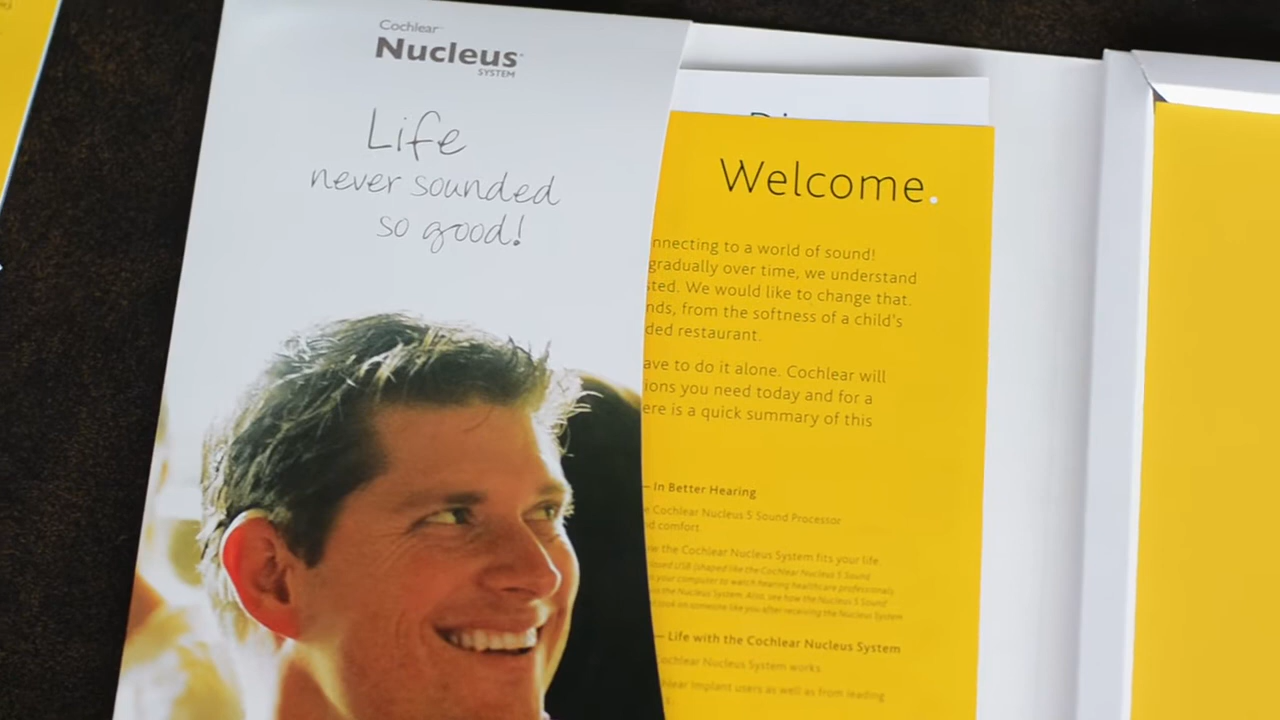 Cochlear™
Nucleus®
SYSTEM
Life
never sounded
so good!
Welcome.
nnecting to a world of sound!
gradually over time, we understand
sted. We would like to change that.
nds, from the softness of a child's
ded restaurant.
ave to do it alone. Cochlear will
ions you need today and for a
ere is a quick summary of this
— In Better Hearing
e Cochlear Nucleus 5 Sound Processor
d comfort
w the Cochlear Nucleus System fits your life
USB (shaped like the Cochlear Nucleus 5 Sound
your computer to watch hearing healthcare professionals
the Nucleus System. Also, see how the Nucleus 5 Sound
look on someone like you after receiving the Nucleus System
— Life with the Cochlear Nucleus System
Cochlear Nucleus System works
hlear Implant users as well as from leading